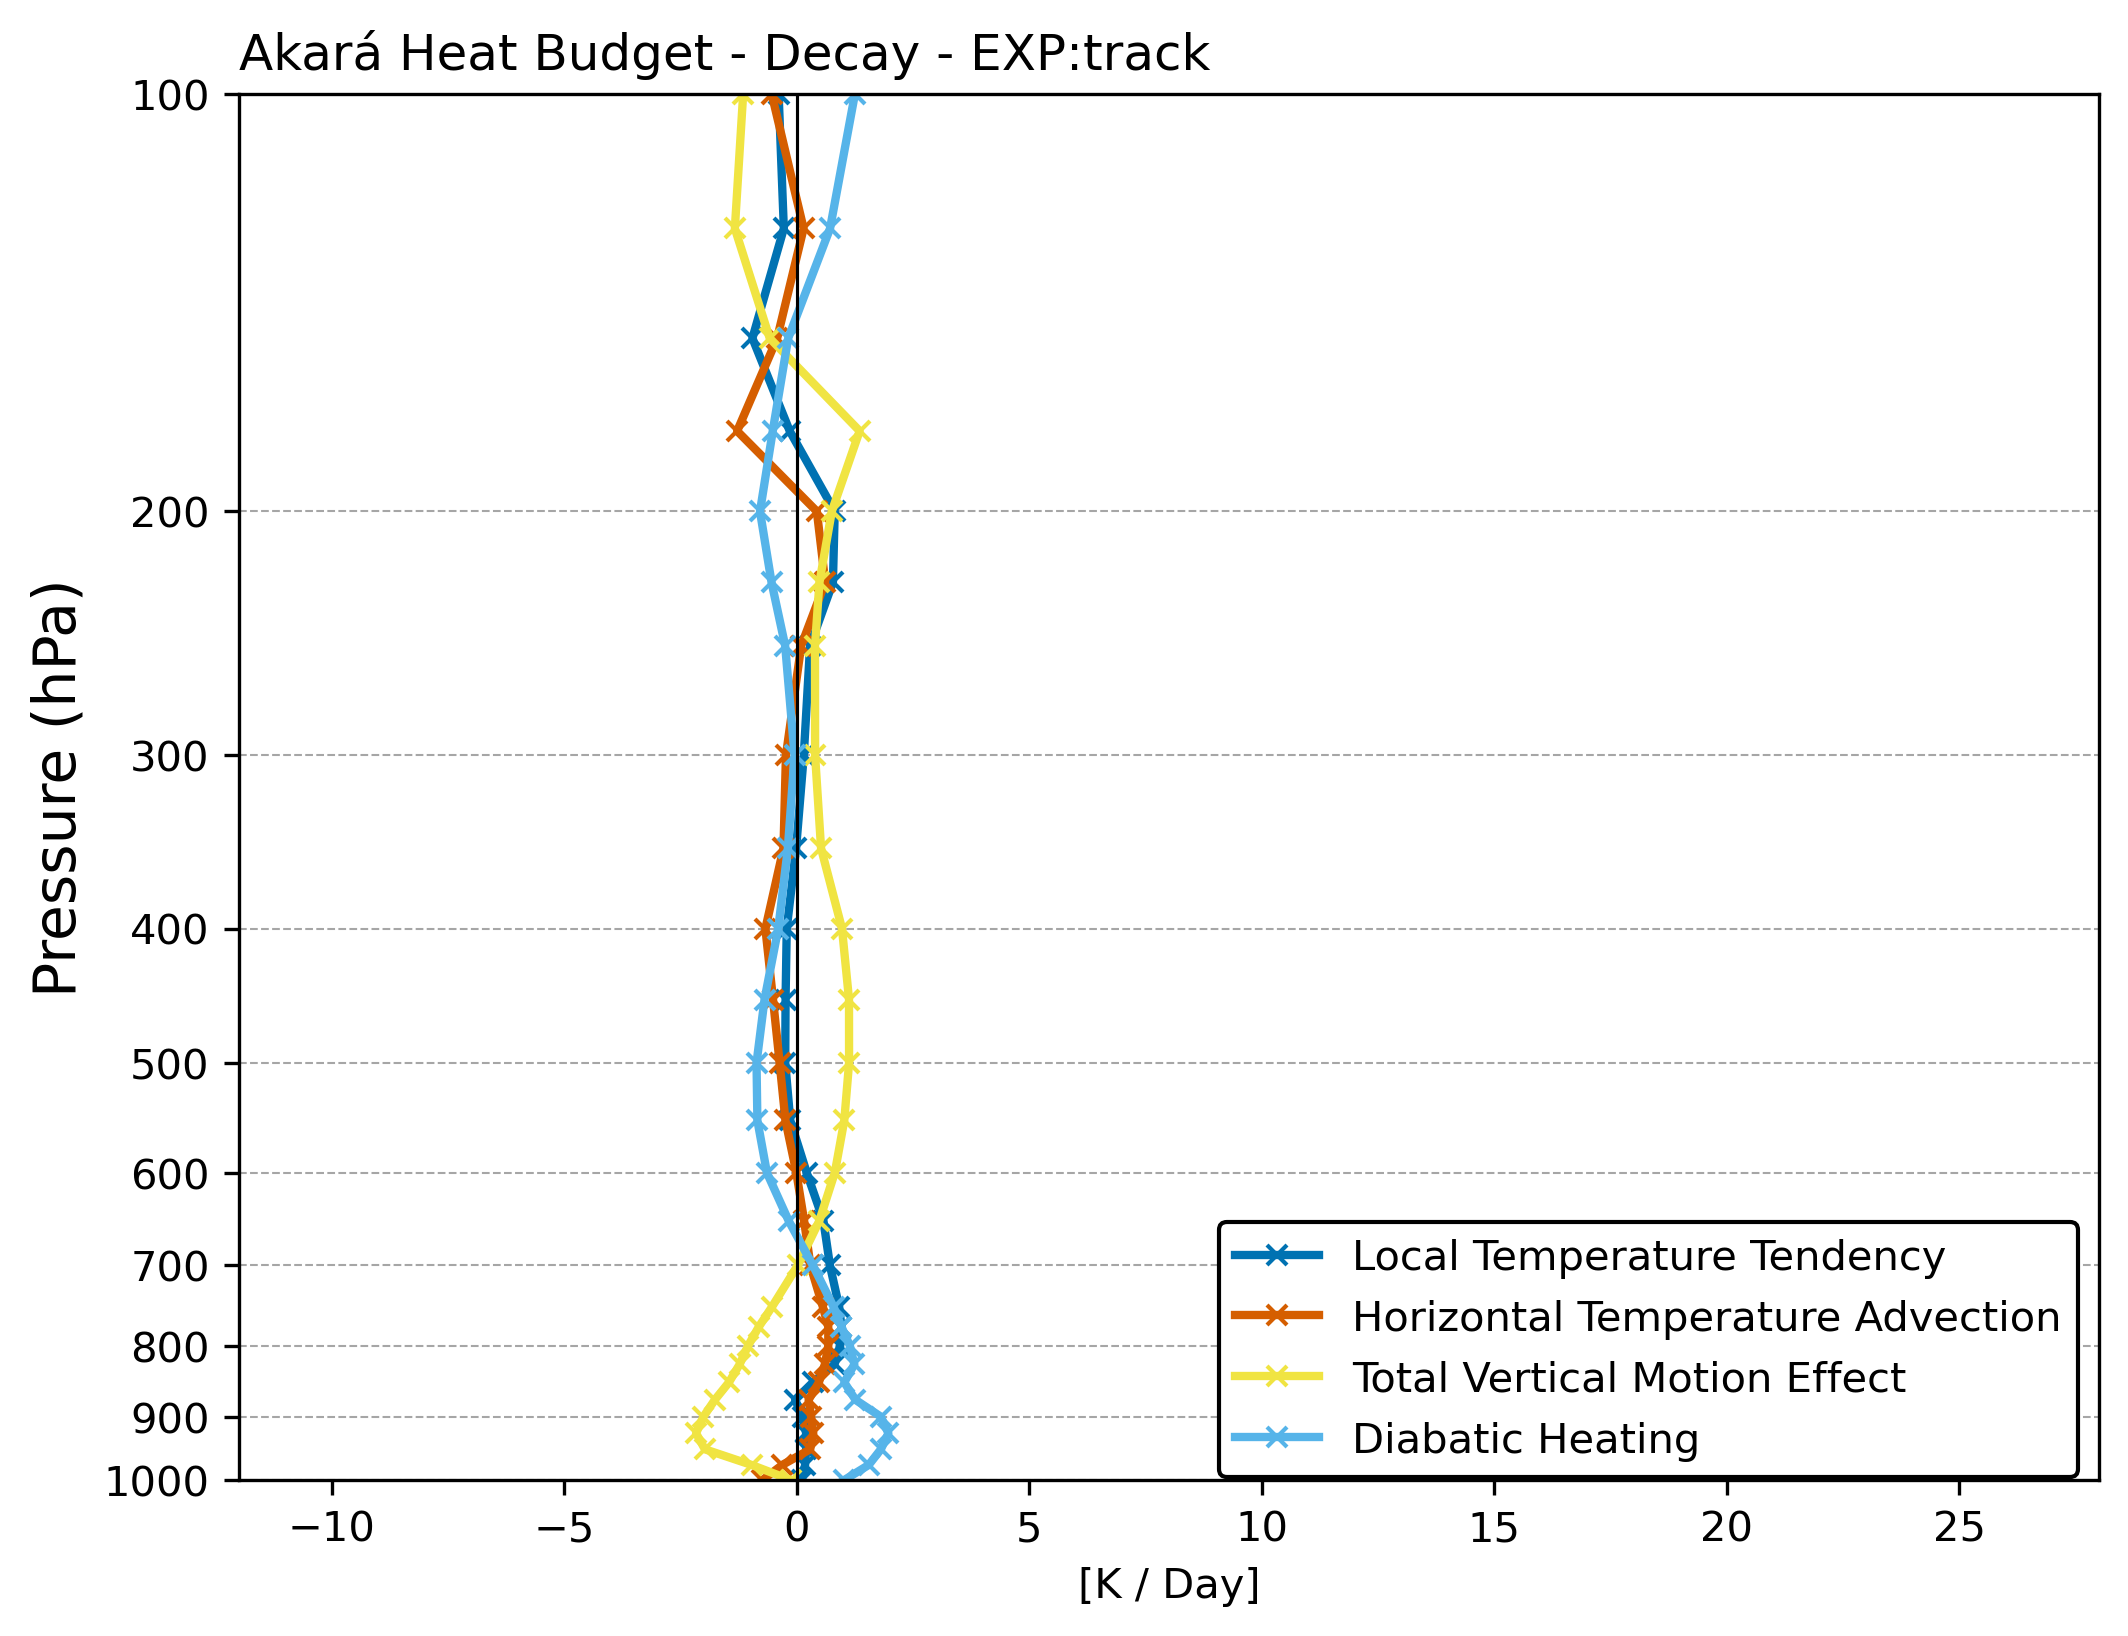 Akará Heat Budget - Decay - EXP:track
Pressure (hPa)
100
200
300
400
500
600
700
800
900
1000
−10 −5 0 5 10 15 20 25
[K / Day]
Local Temperature Tendency
Horizontal Temperature Advection
Total Vertical Motion Effect
Diabatic Heating